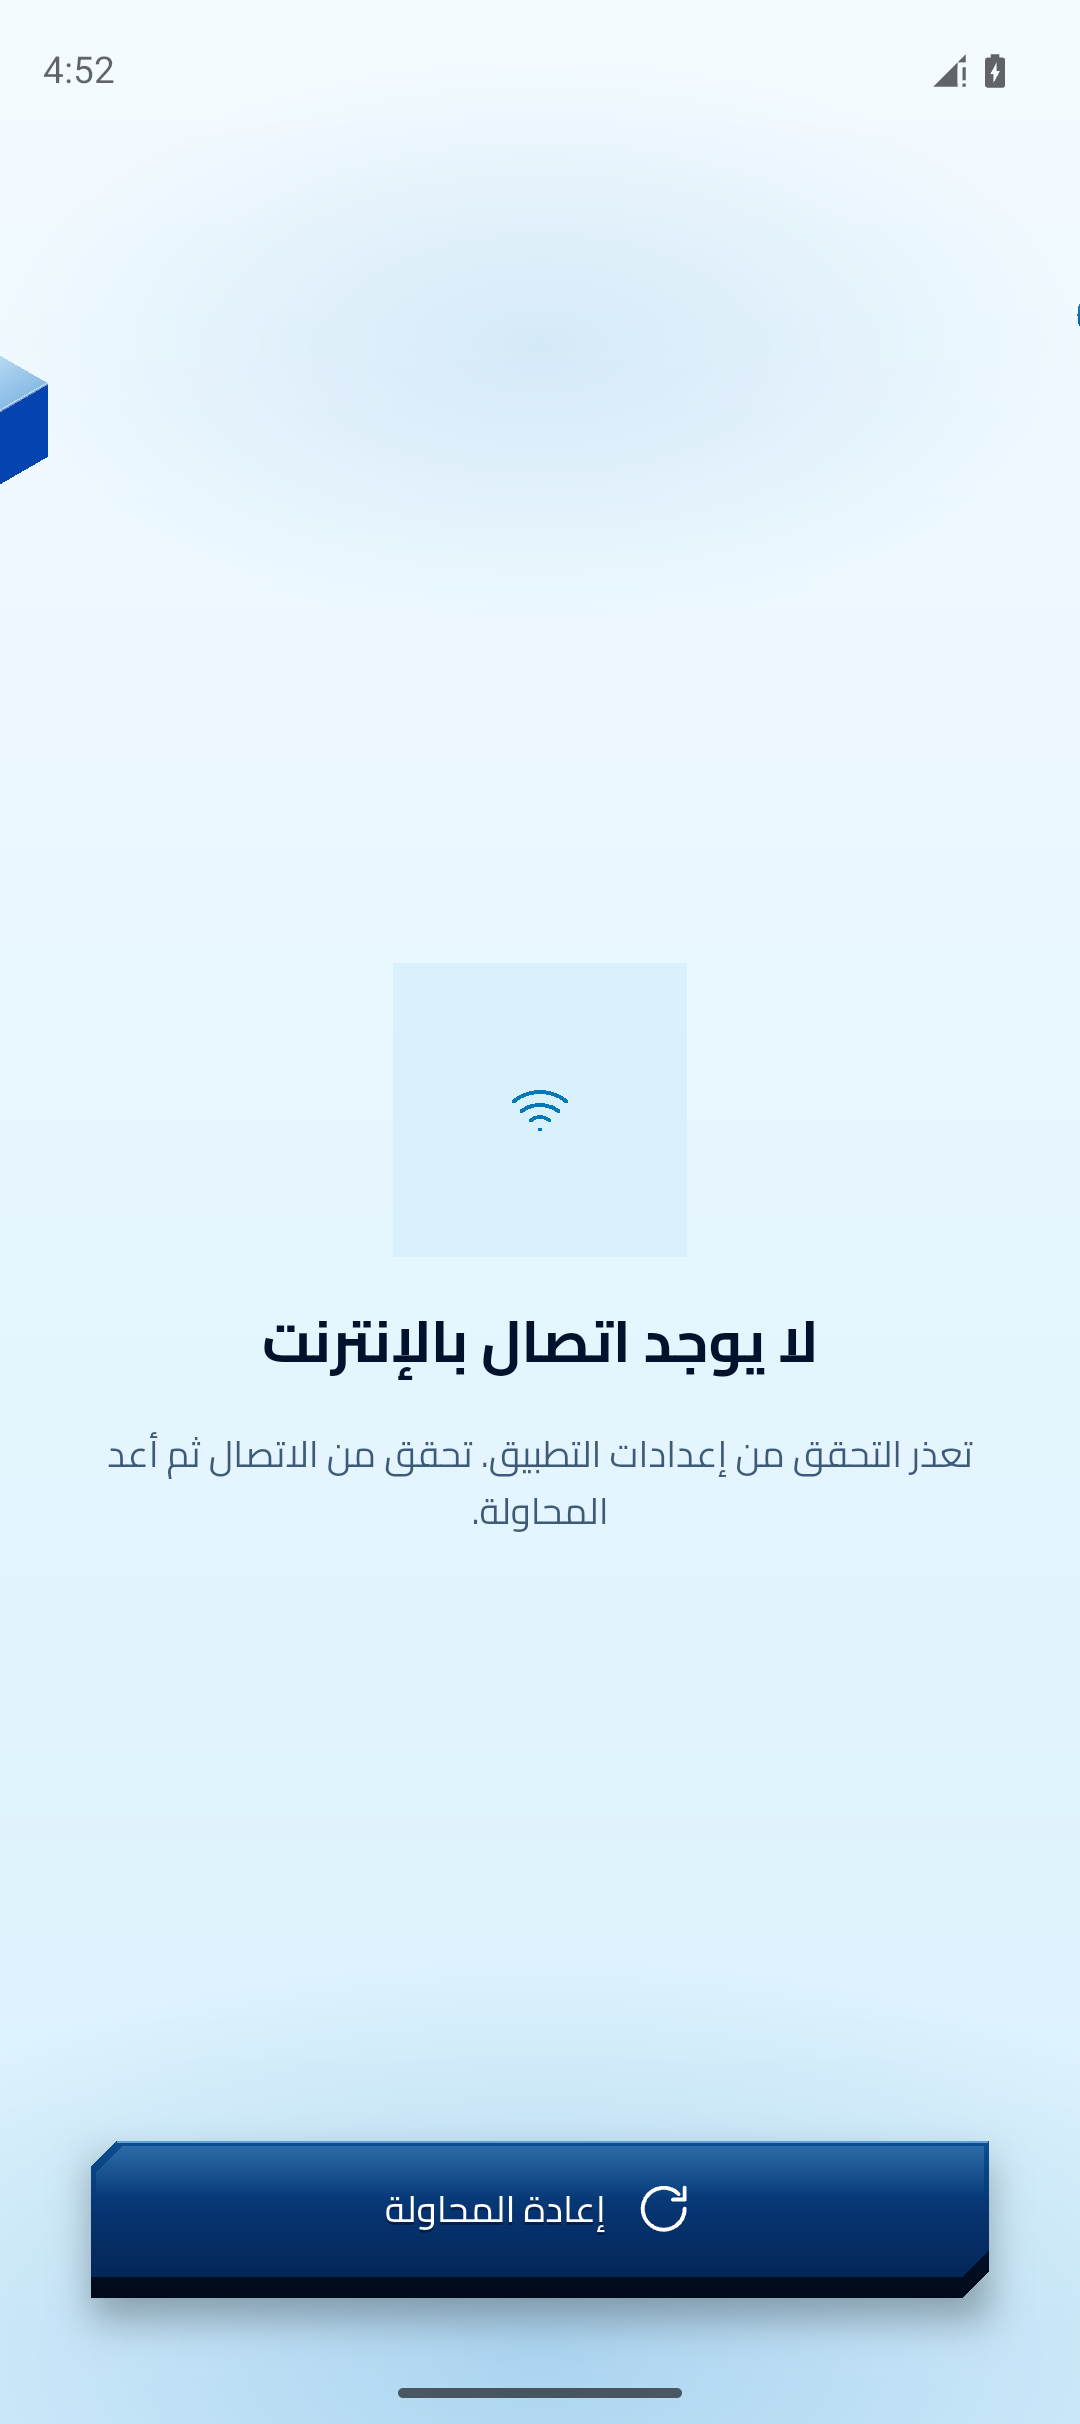 4:52
لا يوجد اتصال بالإنترنت
تعذر التحقق من إعدادات التطبيق. تحقق من الاتصال ثم أعد
المحاولة.
إعادة المحاولة